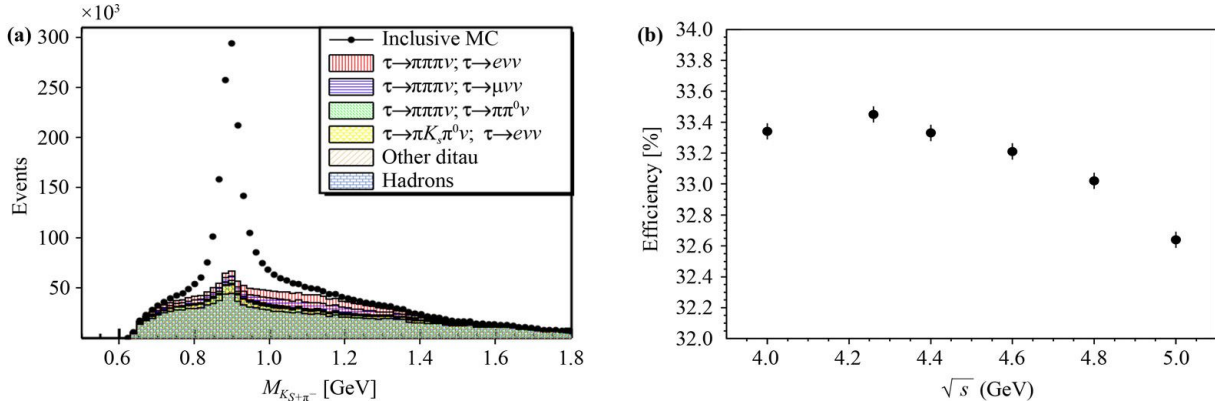 (a)
×10³
300
250
200
150
100
50
Events
0.6 0.8 1.0 1.2 1.4 1.6 1.8
M_{K_{S+π⁻}} [GeV]
Inclusive MC
τ→πππν; τ→eνν
τ→πππν; τ→μνν
τ→πππν; τ→ππ⁰ν
τ→πKₛπ⁰ν; τ→eνν
Other ditau
Hadrons
(b)
34.0
33.8
33.6
33.4
33.2
33.0
32.8
32.6
32.4
32.2
32.0
Efficiency [%]
4.0 4.2 4.4 4.6 4.8 5.0
√s (GeV)